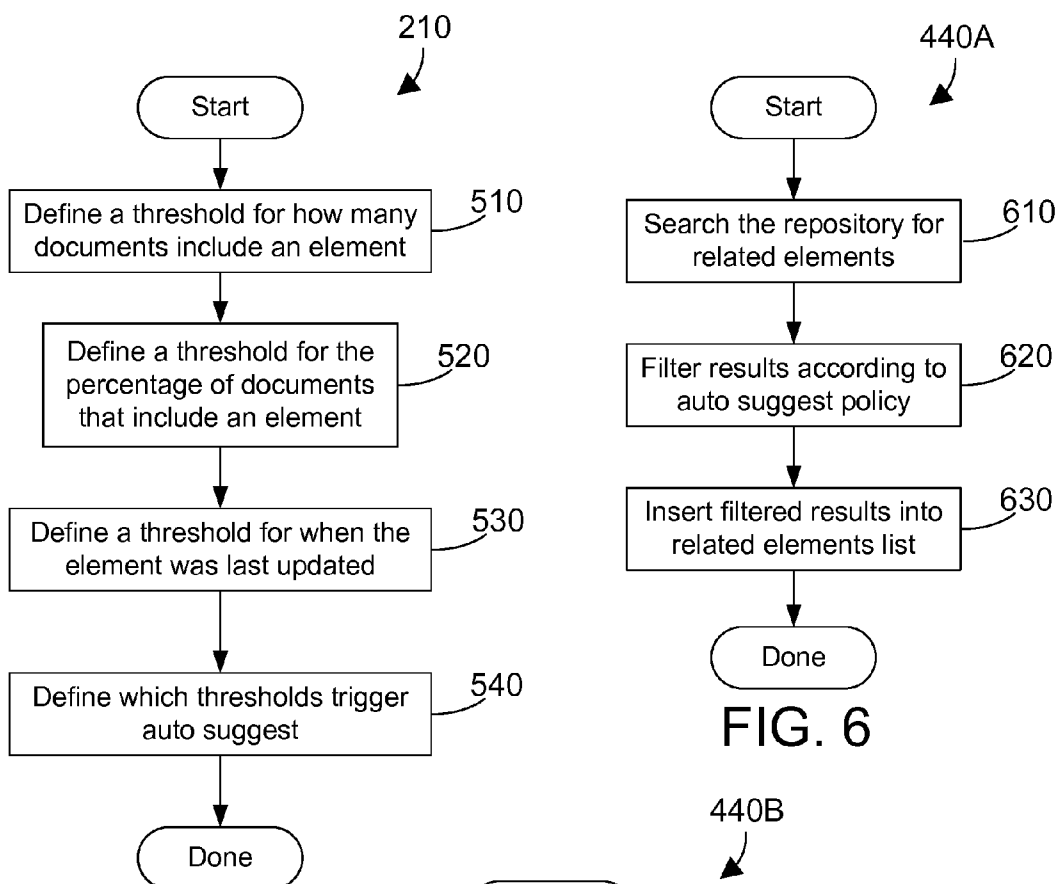 210
Start
Define a threshold for how many
documents include an element
510
Define a threshold for the
percentage of documents
that include an element
520
Define a threshold for when the
element was last updated
530
Define which thresholds trigger
auto suggest
540
Done
440A
Start
Search the repository for
related elements
610
Filter results according to
auto suggest policy
620
Insert filtered results into
related elements list
630
Done
FIG. 6
440B